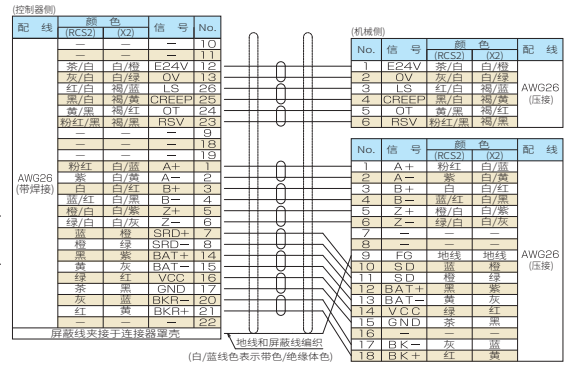 (控制器侧)
配 线 颜 色 信 号 No.
(RCS2) (X2)
AWG26
(带焊接)
— — — 10
— — — 11
茶/白 白/橙 E24V 12
灰/白 白/绿 0V 13
红/白 褐/蓝 LS 26
黑/白 褐/黄 CREEP 25
黄/黑 褐/红 OT 24
粉红/黑 褐/黑 RSV 23
— — — 9
— — — 18
— — — 19
粉红 白/蓝 A+ 1
紫 白/黄 A− 2
白 白/红 B+ 3
蓝/红 白/黑 B− 4
橙/白 白/紫 Z+ 5
绿/白 白/灰 Z− 6
蓝 橙 SRD+ 7
橙 绿 SRD− 8
黑 紫 BAT+ 14
黄 灰 BAT− 15
绿 红 VCC 16
茶 黑 GND 17
灰 蓝 BKR− 20
红 黄 BKR+ 21
— — — 22
屏蔽线夹接于连接器罩壳
(机械侧)
No. 信 号 颜 色 配 线
(RCS2) (X2)
1 E24V 茶/白 白/橙
2 0V 灰/白 白/绿
3 LS 红/白 褐/蓝
4 CREEP 黑/白 褐/黄
5 OT 黄/黑 褐/红
6 RSV 粉红/黑 褐/黑
AWG26
(压接)
No. 信 号 颜 色 配 线
(RCS2) (X2)
1 A+ 粉红 白/蓝
2 A− 紫 白/黄
3 B+ 白 白/红
4 B− 蓝/红 白/黑
5 Z+ 橙/白 白/紫
6 Z− 绿/白 白/灰
7 — — —
8 — — —
9 FG 地线 地线
10 SD 蓝 橙
11 SD 橙 绿
12 BAT+ 黑 紫
13 BAT− 黄 灰
14 VCC 绿 红
15 GND 茶 黑
16 — — —
17 BK− 灰 蓝
18 BK+ 红 黄
AWG26
(压接)
地线和屏蔽线编织
(白/蓝线色表示带色/绝缘体色)